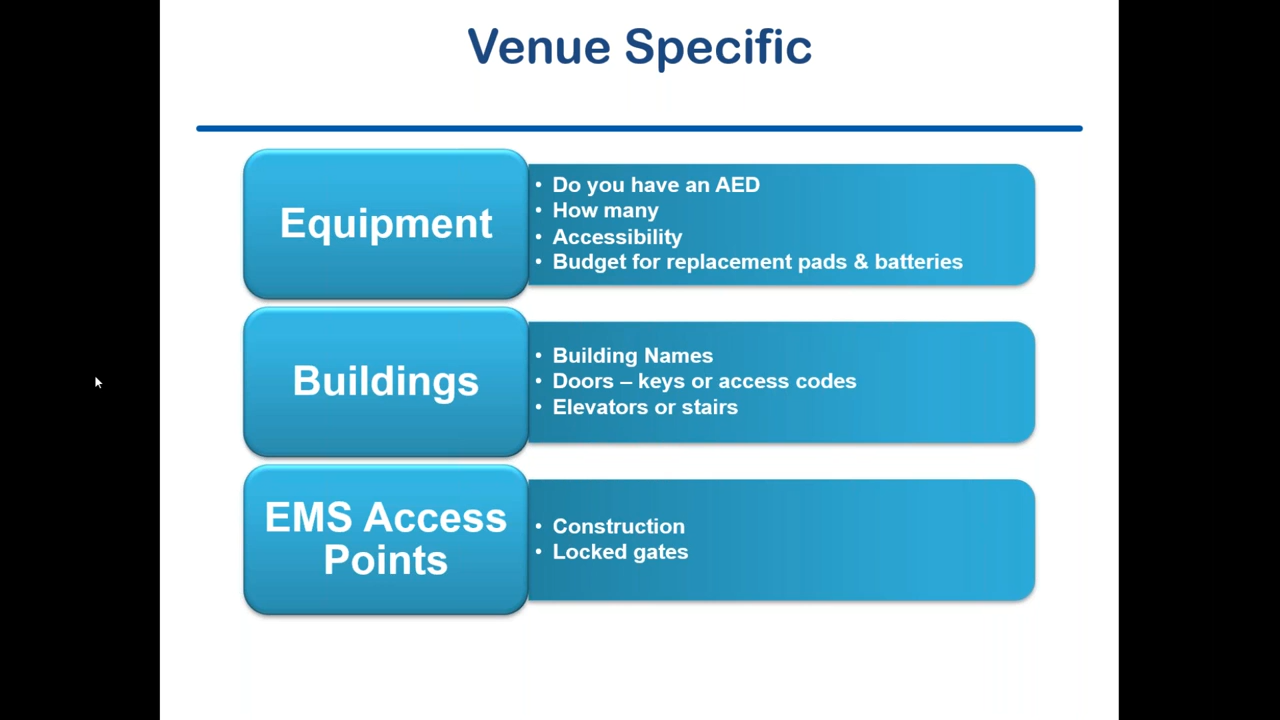 Venue Specific
Equipment
• Do you have an AED
• How many
• Accessibility
• Budget for replacement pads & batteries
Buildings
• Building Names
• Doors – keys or access codes
• Elevators or stairs
EMS Access
Points
• Construction
• Locked gates